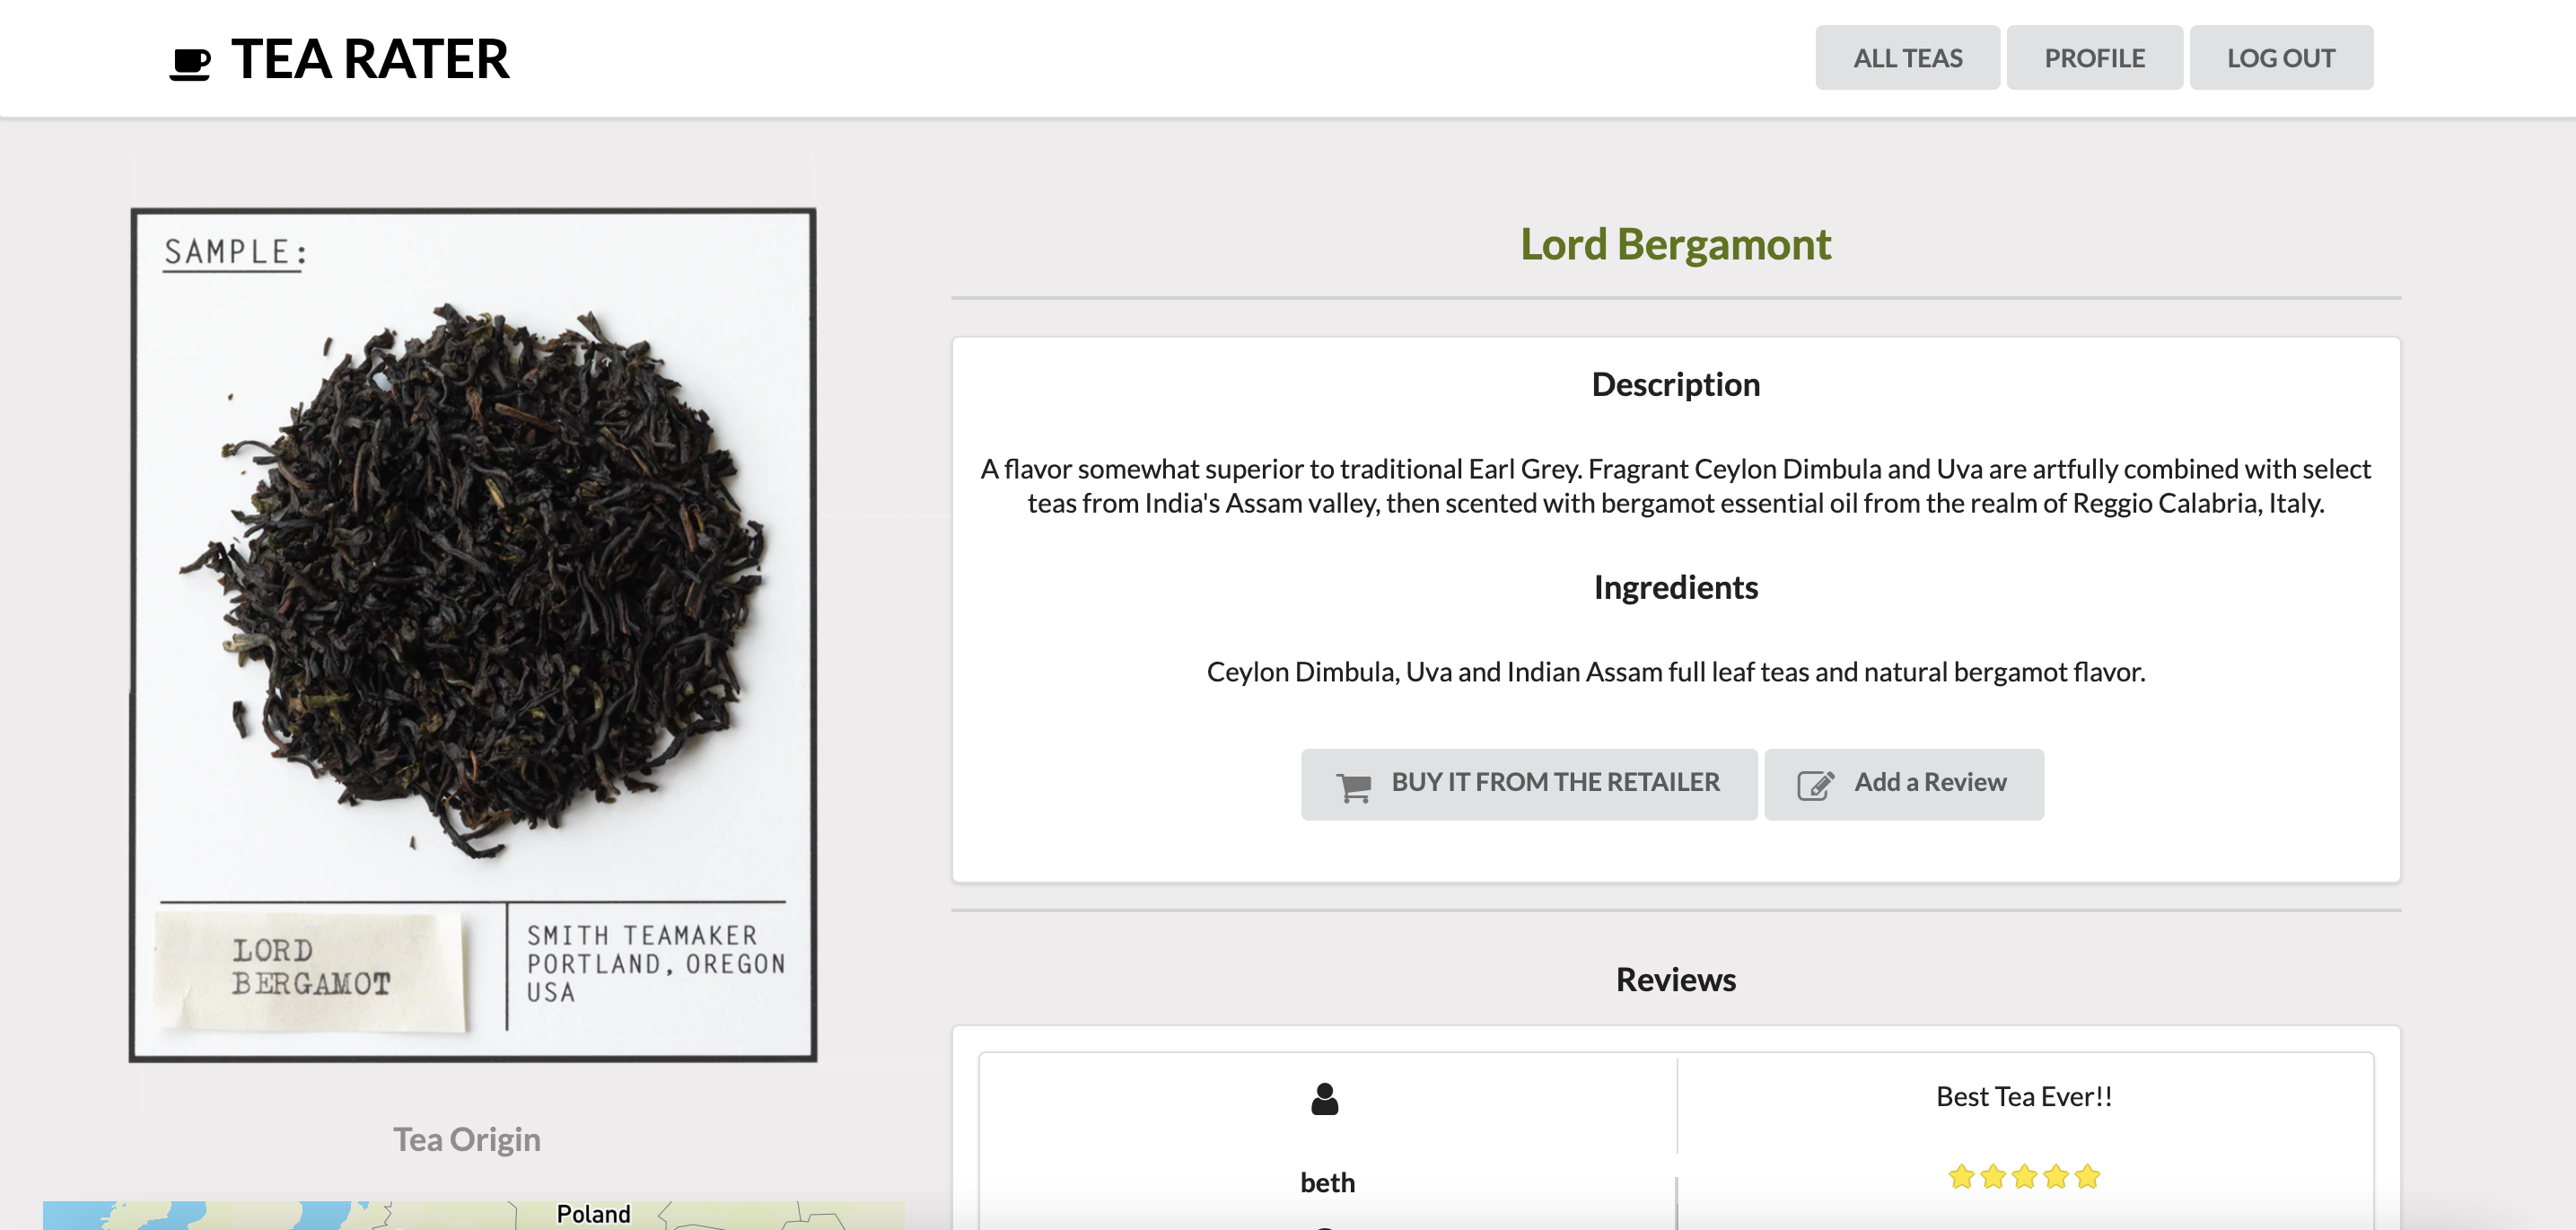 TEA RATER
ALL TEAS
PROFILE
LOG OUT
SAMPLE:
LORD
BERGAMOT
SMITH TEAMAKER
PORTLAND, OREGON
USA
Tea Origin
Poland
Lord Bergamont
Description
A flavor somewhat superior to traditional Earl Grey. Fragrant Ceylon Dimbula and Uva are artfully combined with select
teas from India's Assam valley, then scented with bergamot essential oil from the realm of Reggio Calabria, Italy.
Ingredients
Ceylon Dimbula, Uva and Indian Assam full leaf teas and natural bergamot flavor.
BUY IT FROM THE RETAILER
Add a Review
Reviews
beth
Best Tea Ever!!